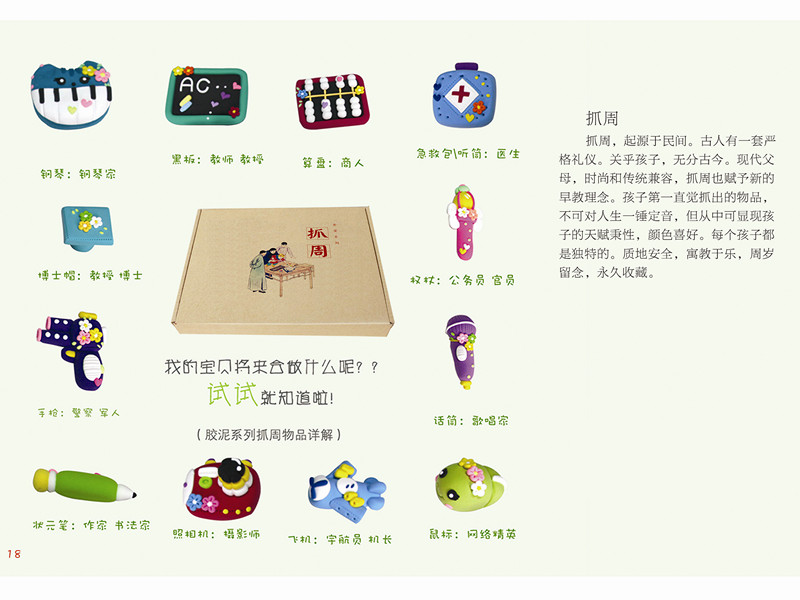 AC
钢琴：钢琴家
黑板：教师 教授
算盘：商人
急救包\听筒：医生
博士帽：教授 博士
抓周
权杖：公务员 官员
手抢：警察 军人
我的宝贝将来会做什么呢？？
试试就知道啦！
（胶泥系列抓周物品详解）
话筒：歌唱家
状元笔：作家 书法家
照相机：摄影师
飞机：宇航员 机长
鼠标：网络精英
抓周
抓周，起源于民间。古人有一套严
格礼仪。关乎孩子，无分古今。现代父
母，时尚和传统兼容，抓周也赋予新的
早教理念。孩子第一直觉抓出的物品，
不可对人生一锤定音，但从中可显现孩
子的天赋秉性，颜色喜好。每个孩子都
是独特的。质地安全，寓教于乐，周岁
留念，永久收藏。
18